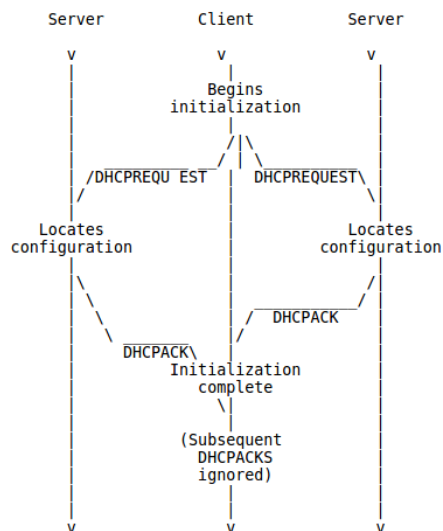 Server Client Server
v v v
Begins
initialization
DHCPREQU EST DHCPREQUEST
Locates Locates
configuration configuration
DHCPACK
DHCPACK
Initialization
complete
(Subsequent
DHCPACKS
ignored)
v v v